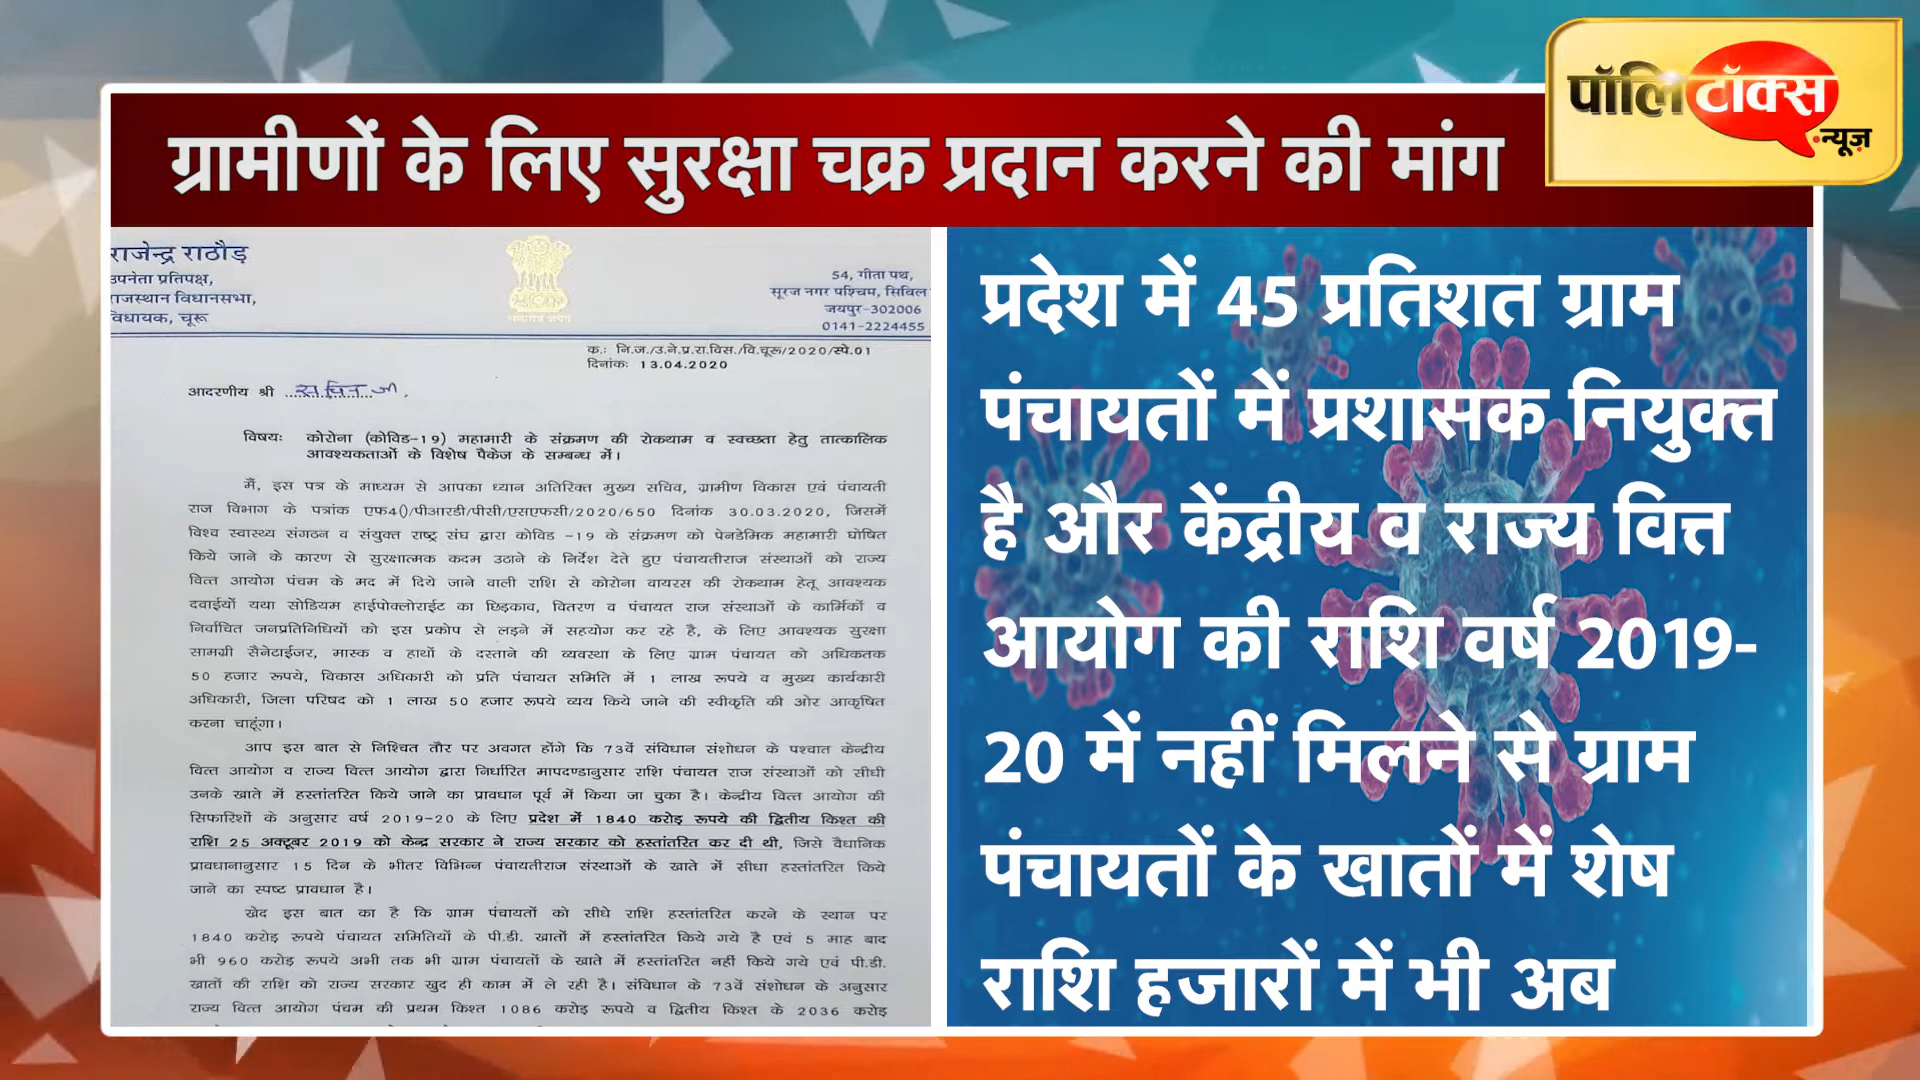 ग्रामीणों के लिए सुरक्षा चक्र प्रदान करने की मांग
पॉलिटॉक्स
न्यूज़
राजेन्द्र राठौड़
उपनेता प्रतिपक्ष,
राजस्थान विधानसभा,
विधायक, चूरू
54, गीता पथ,
सूरज नगर पश्चिम, सिविल
जयपुर-302006
0141-2224455
क.: नि.ज./उ.ने.प्र.रा.विस./वि.चूरू/2020/स्पे.01
दिनांक: 13.04.2020
आदरणीय श्री सचिन जी,
विषय: कोरोना (कोविड-19) महामारी के संक्रमण की रोकथाम व स्वच्छता हेतु तात्कालिक
आवश्यकताओं के विशेष पैकेज के सम्बन्ध में।
मैं, इस पत्र के माध्यम से आपका ध्यान अतिरिक्त मुख्य सचिव, ग्रामीण विकास एवं पंचायती
राज विभाग के पत्रांक एफ4()/पीआरडी/पीसी/एसएफसी/2020/650 दिनांक 30.03.2020, जिसमें
विश्व स्वास्थ्य संगठन व संयुक्त राष्ट्र संघ द्वारा कोविड -19 के संक्रमण को पेनडेमिक महामारी घोषित
किये जाने के कारण से सुरक्षात्मक कदम उठाने के निर्देश देते हुए पंचायतीराज संस्थाओं को राज्य
वित्त आयोग पंचम के मद में दिये जाने वाली राशि से कोरोना वायरस की रोकथाम हेतू आवश्यक
दवाईयों यथा सोडियम हाईपोक्लोराईट का छिड़काव, वितरण व पंचायत राज संस्थाओं के कार्मिकों व
निर्वाचित जनप्रतिनिधियों को इस प्रकोप से लड़ने में सहयोग कर रहे है, के लिए आवश्यक सुरक्षा
सामग्री सैनेटाईजर, मास्क व हाथों के दस्ताने की व्यवस्था के लिए ग्राम पंचायत को अधिकतक
50 हजार रूपये, विकास अधिकारी को प्रति पंचायत समिति में 1 लाख रूपये व मुख्य कार्यकारी
अधिकारी, जिला परिषद को 1 लाख 50 हजार रूपये व्यय किये जाने की स्वीकृति की ओर आकृषित
करना चाहूंगा।
आप इस बात से निश्चित तौर पर अवगत होंगे कि 73वें संविधान संशोधन के पश्चात केन्द्रीय
वित्त आयोग व राज्य वित्त आयोग द्वारा निर्धारित मापदण्डानुसार राशि पंचायत राज संस्थाओं को सीधी
उनके खाते में हस्तांतरित किये जाने का प्रावधान पूर्व में किया जा चुका है। केन्द्रीय वित्त आयोग की
सिफारिशों के अनुसार वर्ष 2019-20 के लिए प्रदेश में 1840 करोड़ रूपये की द्वितीय किश्त की
राशि 25 अक्टूबर 2019 को केन्द्र सरकार ने राज्य सरकार को हस्तांतरित कर दी थी, जिसे वैधानिक
प्रावधानानुसार 15 दिन के भीतर विभिन्न पंचायतीराज संस्थाओं के खाते में सीधा हस्तांतरित किये
जाने का स्पष्ट प्रावधान है।
खेद इस बात का है कि ग्राम पंचायतों को सीधे राशि हस्तांतरित करने के स्थान पर
1840 करोड़ रूपये पंचायत समितियों के पी.डी. खातों में हस्तांतरित किये गये है एवं 5 माह बाद
भी 960 करोड़ रूपये अभी तक भी ग्राम पंचायतों के खाते में हस्तांतरित नहीं किये गये एवं पी.डी.
खातों की राशि को राज्य सरकार खुद ही काम में ले रही है। संविधान के 73वें संशोधन के अनुसार
राज्य वित्त आयोग पंचम की प्रथम किश्त 1086 करोड़ रूपये व द्वितीय किश्त के 2036 करोड़
प्रदेश में 45 प्रतिशत ग्राम
पंचायतों में प्रशासक नियुक्त
है और केंद्रीय व राज्य वित्त
आयोग की राशि वर्ष 2019-
20 में नहीं मिलने से ग्राम
पंचायतों के खातों में शेष
राशि हजारों में भी अब